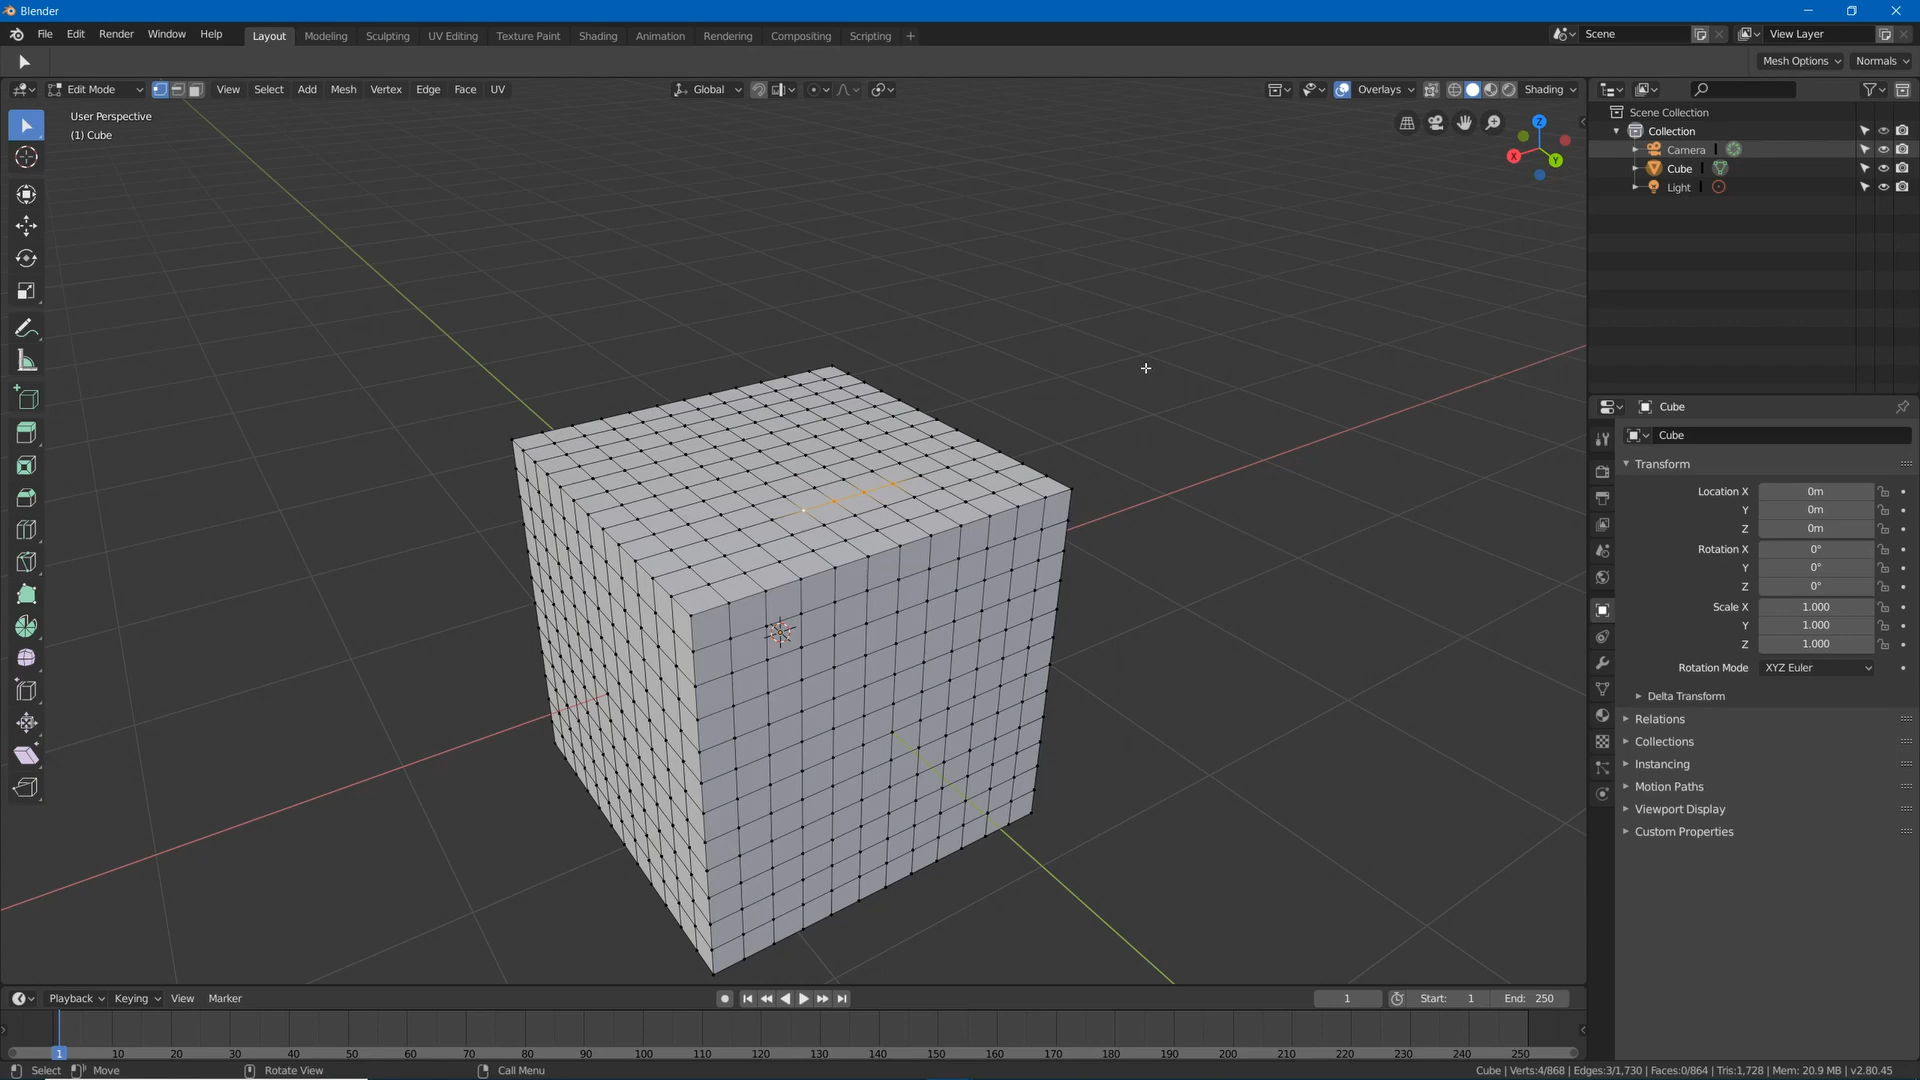 Blender
File Edit Render Window Help Layout Modeling Sculpting UV Editing Texture Paint Shading Animation Rendering Compositing Scripting + Scene View Layer
Mesh Options Normals
Edit Mode View Select Add Mesh Vertex Edge Face UV Global Overlays Shading
User Perspective
(1) Cube
Z
X
Y
Scene Collection
Collection
Camera
Cube
Light
Cube
Cube
Transform
Location X 0m
Y 0m
Z 0m
Rotation X 0°
Y 0°
Z 0°
Scale X 1.000
Y 1.000
Z 1.000
Rotation Mode XYZ Euler
Delta Transform
Relations
Collections
Instancing
Motion Paths
Viewport Display
Custom Properties
Playback Keying View Marker 1 Start: 1 End: 250
1 10 20 30 40 50 60 70 80 90 100 110 120 130 140 150 160 170 180 190 200 210 220 230 240 250
Select Move Rotate View Call Menu Cube | Verts:4/868 | Edges:3/1,730 | Faces:0/864 | Tris:1,728 | Mem: 20.9 MB | v2.80.45